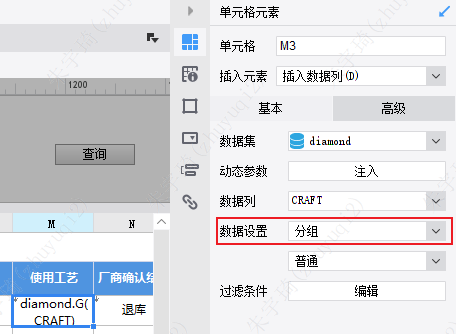 单元格元素
单元格 M3
插入元素 插入数据列(D)
基本 高级
数据集 diamond
动态参数 注入
数据列 CRAFT
数据设置 分组
普通
过滤条件 编辑
1200
查询
M N
使用工艺 厂商确认结
diamond.G(
CRAFT) 退库